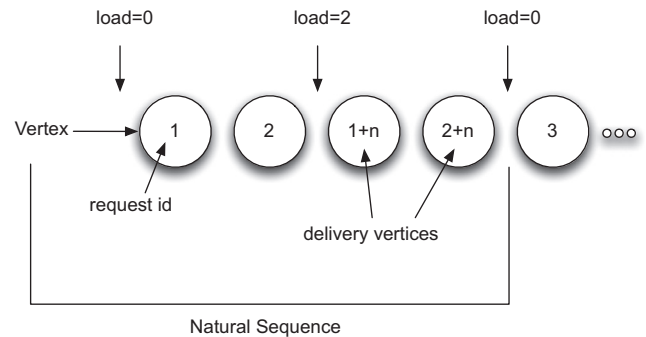 load=0 load=2 load=0
Vertex 1 2 1+n 2+n 3
request id
delivery vertices
Natural Sequence